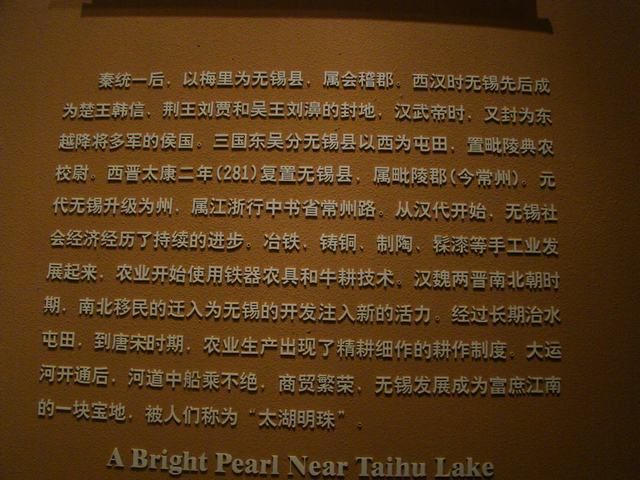 秦统一后，以梅里为无锡县，属会稽郡。西汉时无锡先后成
为楚王韩信，荆王刘贾和吴王刘濞的封地，汉武帝时，又封为东
越降将多军的侯国。三国东吴分无锡县以西为屯田，置毗陵典农
校尉。西晋太康二年(281)复置无锡县，属毗陵郡(今常州)。元
代无锡升级为州，属江浙行中书省常州路。从汉代开始，无锡社
会经济经历了持续的进步。冶铁，铸铜、制陶、髹漆等手工业发
展起来，农业开始使用铁器农具和牛耕技术。汉魏两晋南北朝时
期，南北移民的迁入为无锡的开发注入新的活力。经过长期治水
屯田，到唐宋时期，农业生产出现了精耕细作的耕作制度。大运
河开通后，河道中船乘不绝，商贸繁荣，无锡发展成为富庶江南
的一块宝地，被人们称为“太湖明珠”。
A Bright Pearl Near Taihu Lake